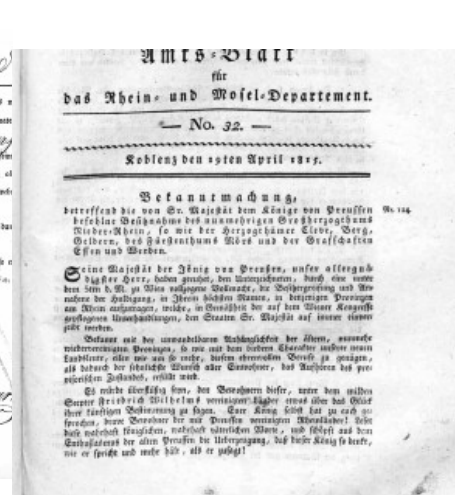 Amts-Blatt
für
das Rhein- und Mosel-Departement.
— No. 32. —
Koblenz den 19ten April 1815.
Bekanntmachung,
betreffend die von Sr. Majestät dem Könige von Preussen
befohlne Besitznahme des nunmehrigen Großherzogthums
Nieder-Rhein, so wie der Herzogthümer Cleve, Berg,
Geldern, des Fürstenthums Mörs und der Grafschaften
Essen und Werden.
Nr. 124.
Seine Majestät der König von Preussen, unser allergnä-
digster Herr, haben geruhet, den Unterzeichneten, durch eine unter
dem 5ten d. M. zu Wien vollzogene Vollmacht, die Besitzergreifung und An-
nahme der Huldigung, in Ihrem höchsten Namen, in denjenigen Provinzen
am Rhein aufzutragen, welche, in Gemäßheit der auf dem Wiener Kongresse
gepflogenen Unterhandlungen, den Staaten Sr. Majestät auf immer einver-
leibt werden.
Bekannt mit der unwandelbaren Anhänglichkeit der ältern, nunmehr
wiedervereinigten Provinzen, so wie mit dem biedern Charakter unserer neuen
Landsleute, eilen wir um so mehr, diesem ehrenvollen Berufe zu genügen,
als dadurch der sehnlichste Wunsch aller Einwohner, das Aufhören des pro-
visorischen Zustandes, erfüllt wird.
Es würde überflüssig seyn, den Bewohnern dieser, unter dem milden
Scepter Friedrich Wilhelms vereinigten Länder etwas über das Glück
ihrer künftigen Bestimmung zu sagen. Euer König selbst hat zu euch ge-
sprochen, brave Bewohner der mit Preussen vereinigten Rheinländer! Leset
diese wahrhaft königlichen, wahrhaft väterlichen Worte, und schöpft aus dem
Enthusiasmus der alten Preussen die Ueberzeugung, daß dieser König so denkt,
wie er spricht und mehr hält, als er zusagt!